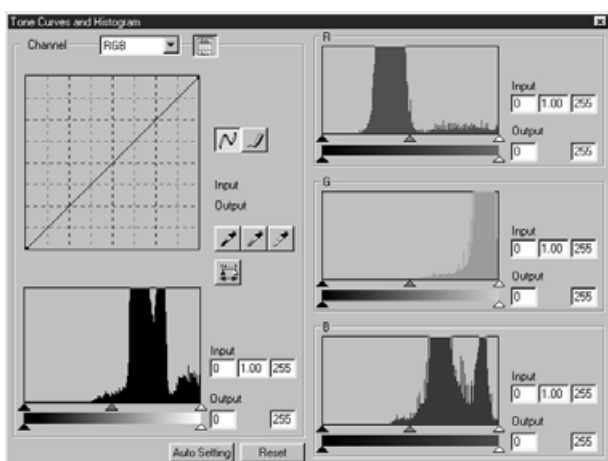 Tone Curves and Histogram
Channel
RGB
Input
Output
Input
0 1.00 255
Output
0 255
Auto Setting
Reset
R
Input
0 1.00 255
Output
0 255
G
Input
0 1.00 255
Output
0 255
B
Input
0 1.00 255
Output
0 255